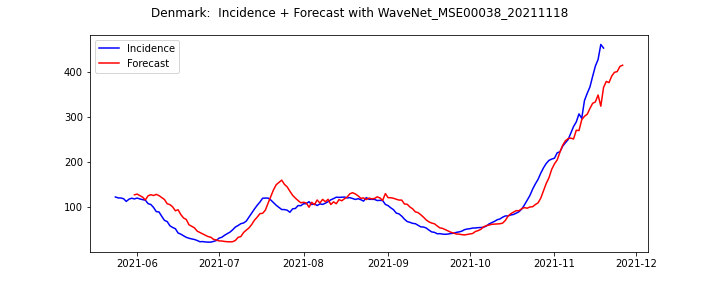 Denmark:  Incidence + Forecast with WaveNet_MSE00038_20211118
Incidence
Forecast
400
300
200
100
2021-06 2021-07 2021-08 2021-09 2021-10 2021-11 2021-12